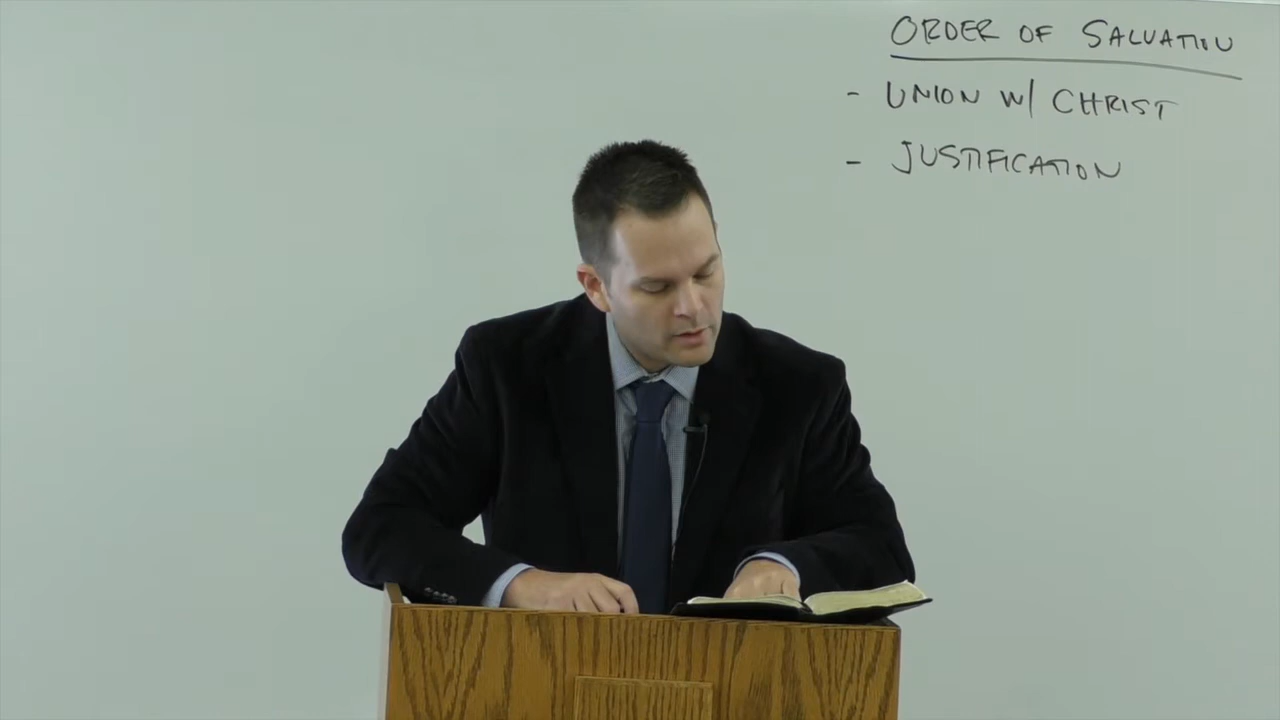 ORDER OF SALVATION
- UNION W/ CHRIST
- JUSTIFICATION